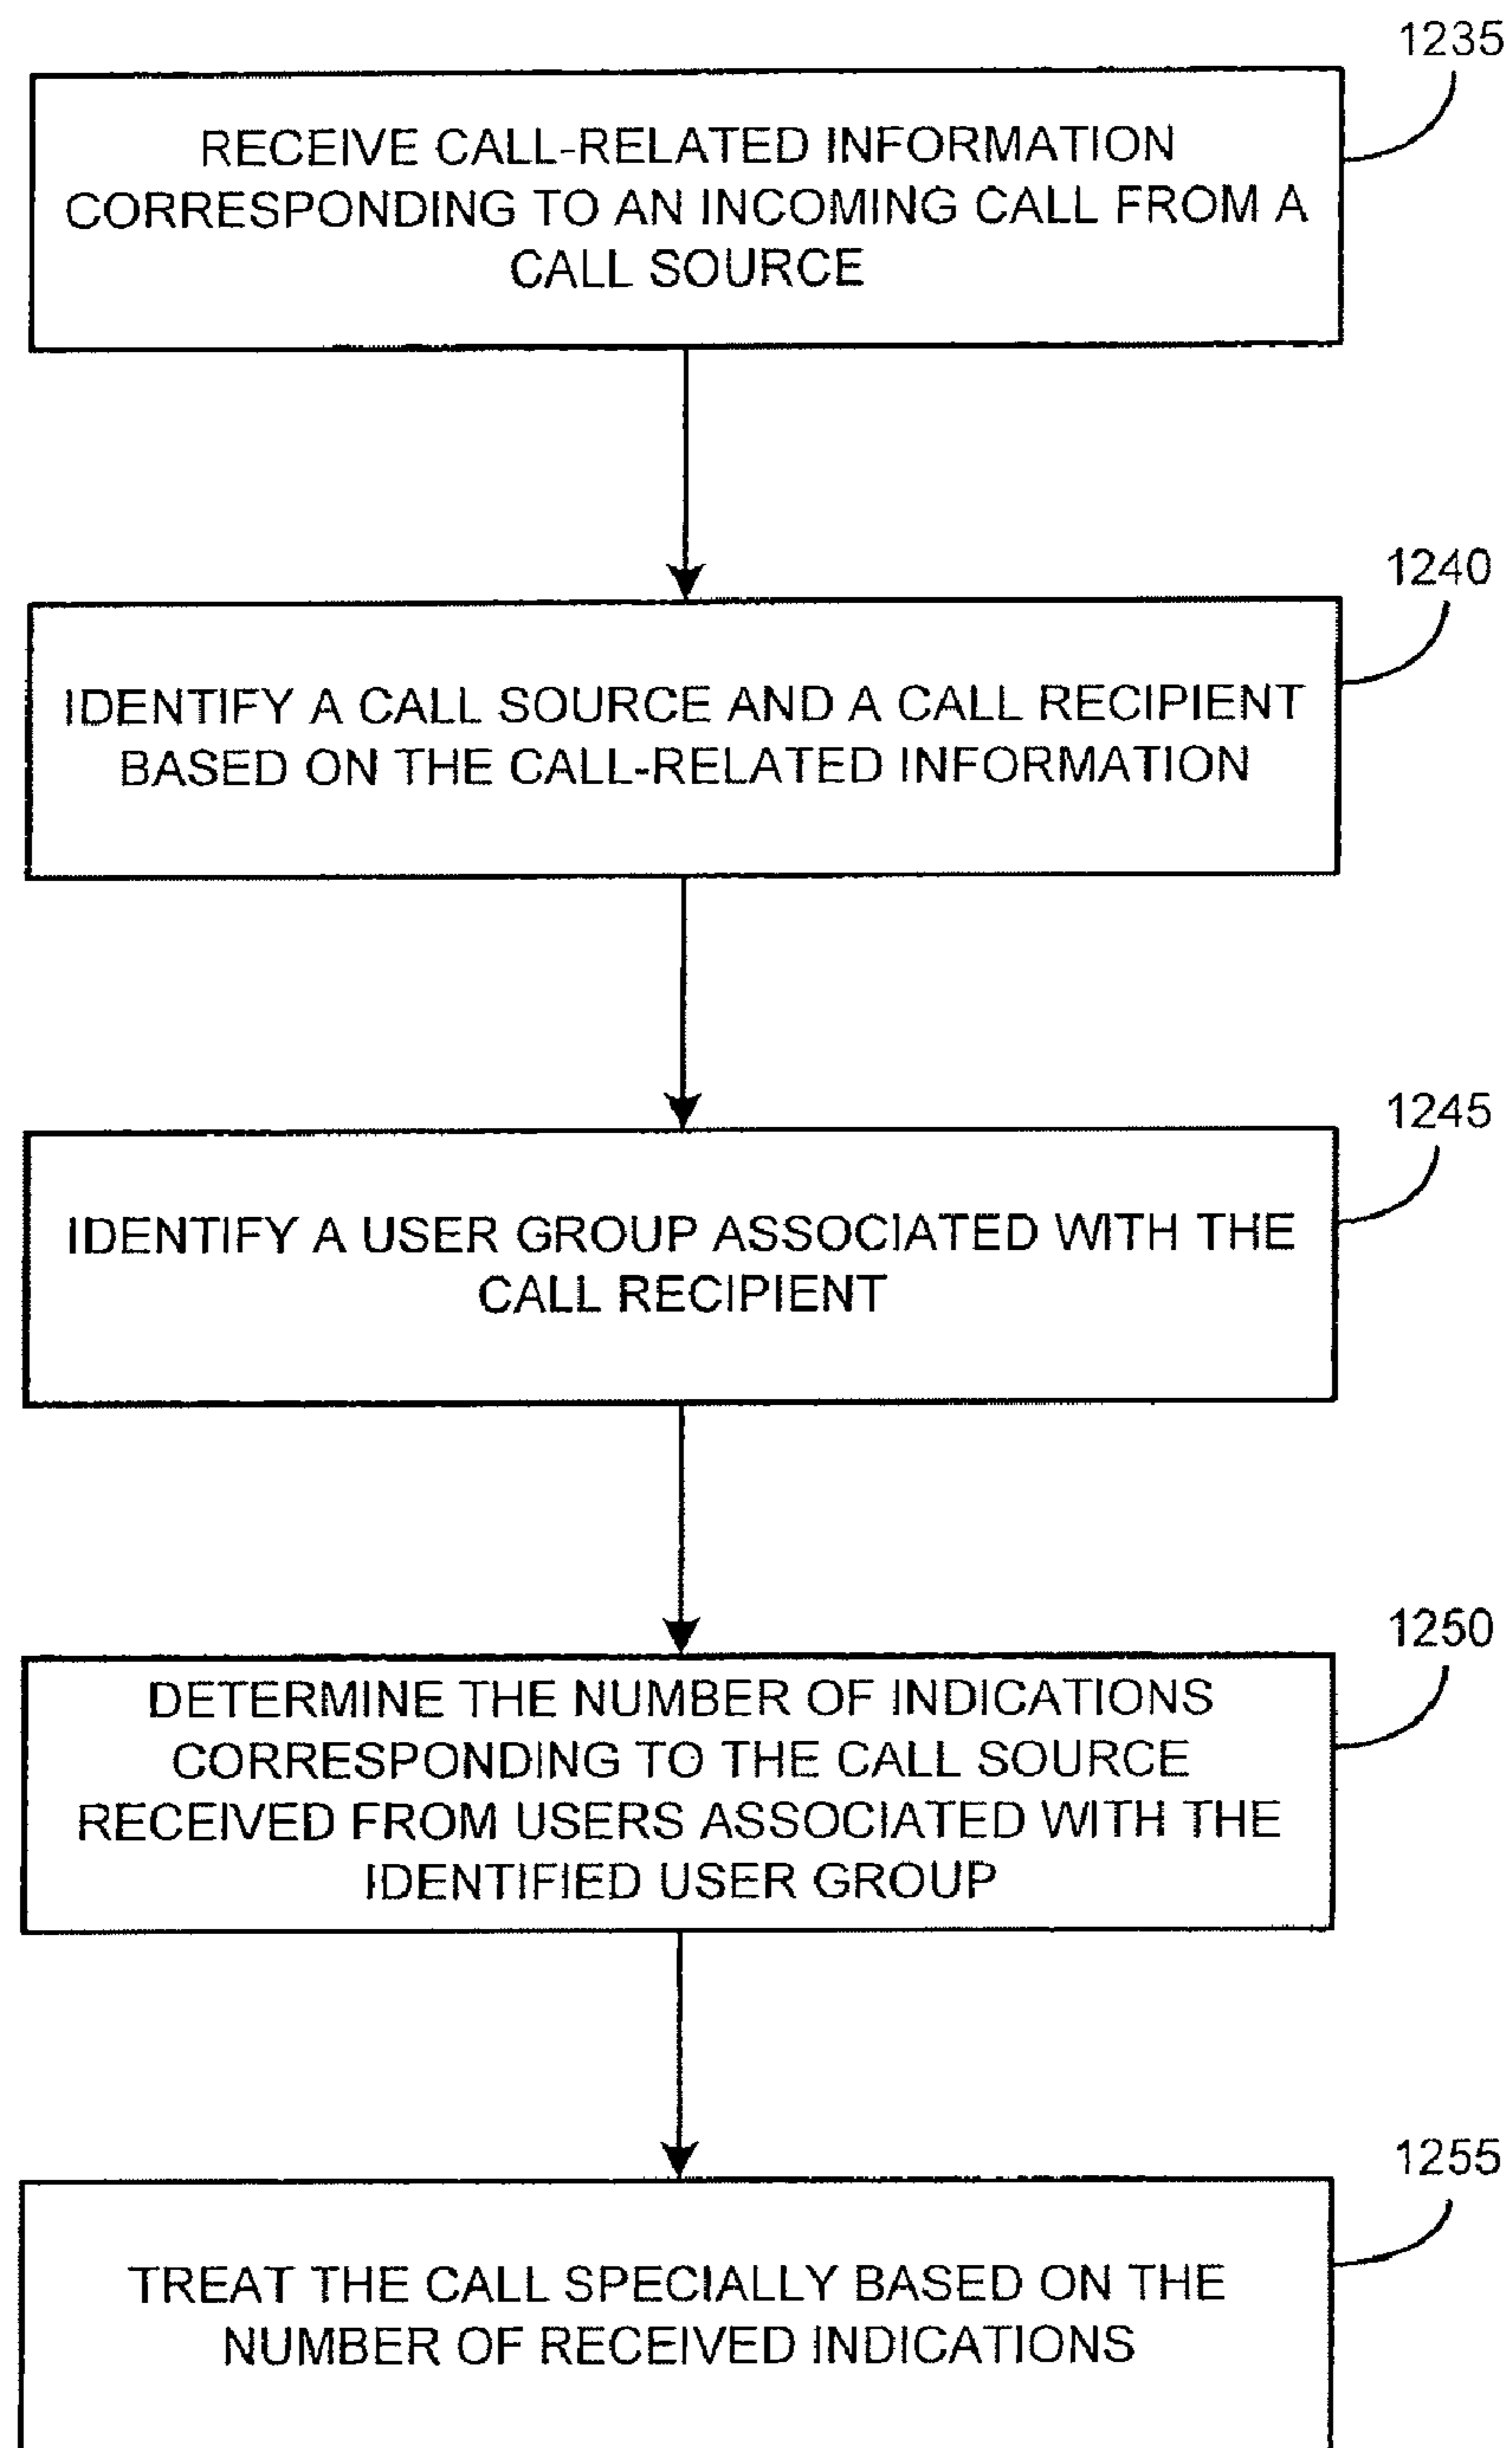 1235
RECEIVE CALL-RELATED INFORMATION
CORRESPONDING TO AN INCOMING CALL FROM A
CALL SOURCE
1240
IDENTIFY A CALL SOURCE AND A CALL RECIPIENT
BASED ON THE CALL-RELATED INFORMATION
1245
IDENTIFY A USER GROUP ASSOCIATED WITH THE
CALL RECIPIENT
1250
DETERMINE THE NUMBER OF INDICATIONS
CORRESPONDING TO THE CALL SOURCE
RECEIVED FROM USERS ASSOCIATED WITH THE
IDENTIFIED USER GROUP
1255
TREAT THE CALL SPECIALLY BASED ON THE
NUMBER OF RECEIVED INDICATIONS